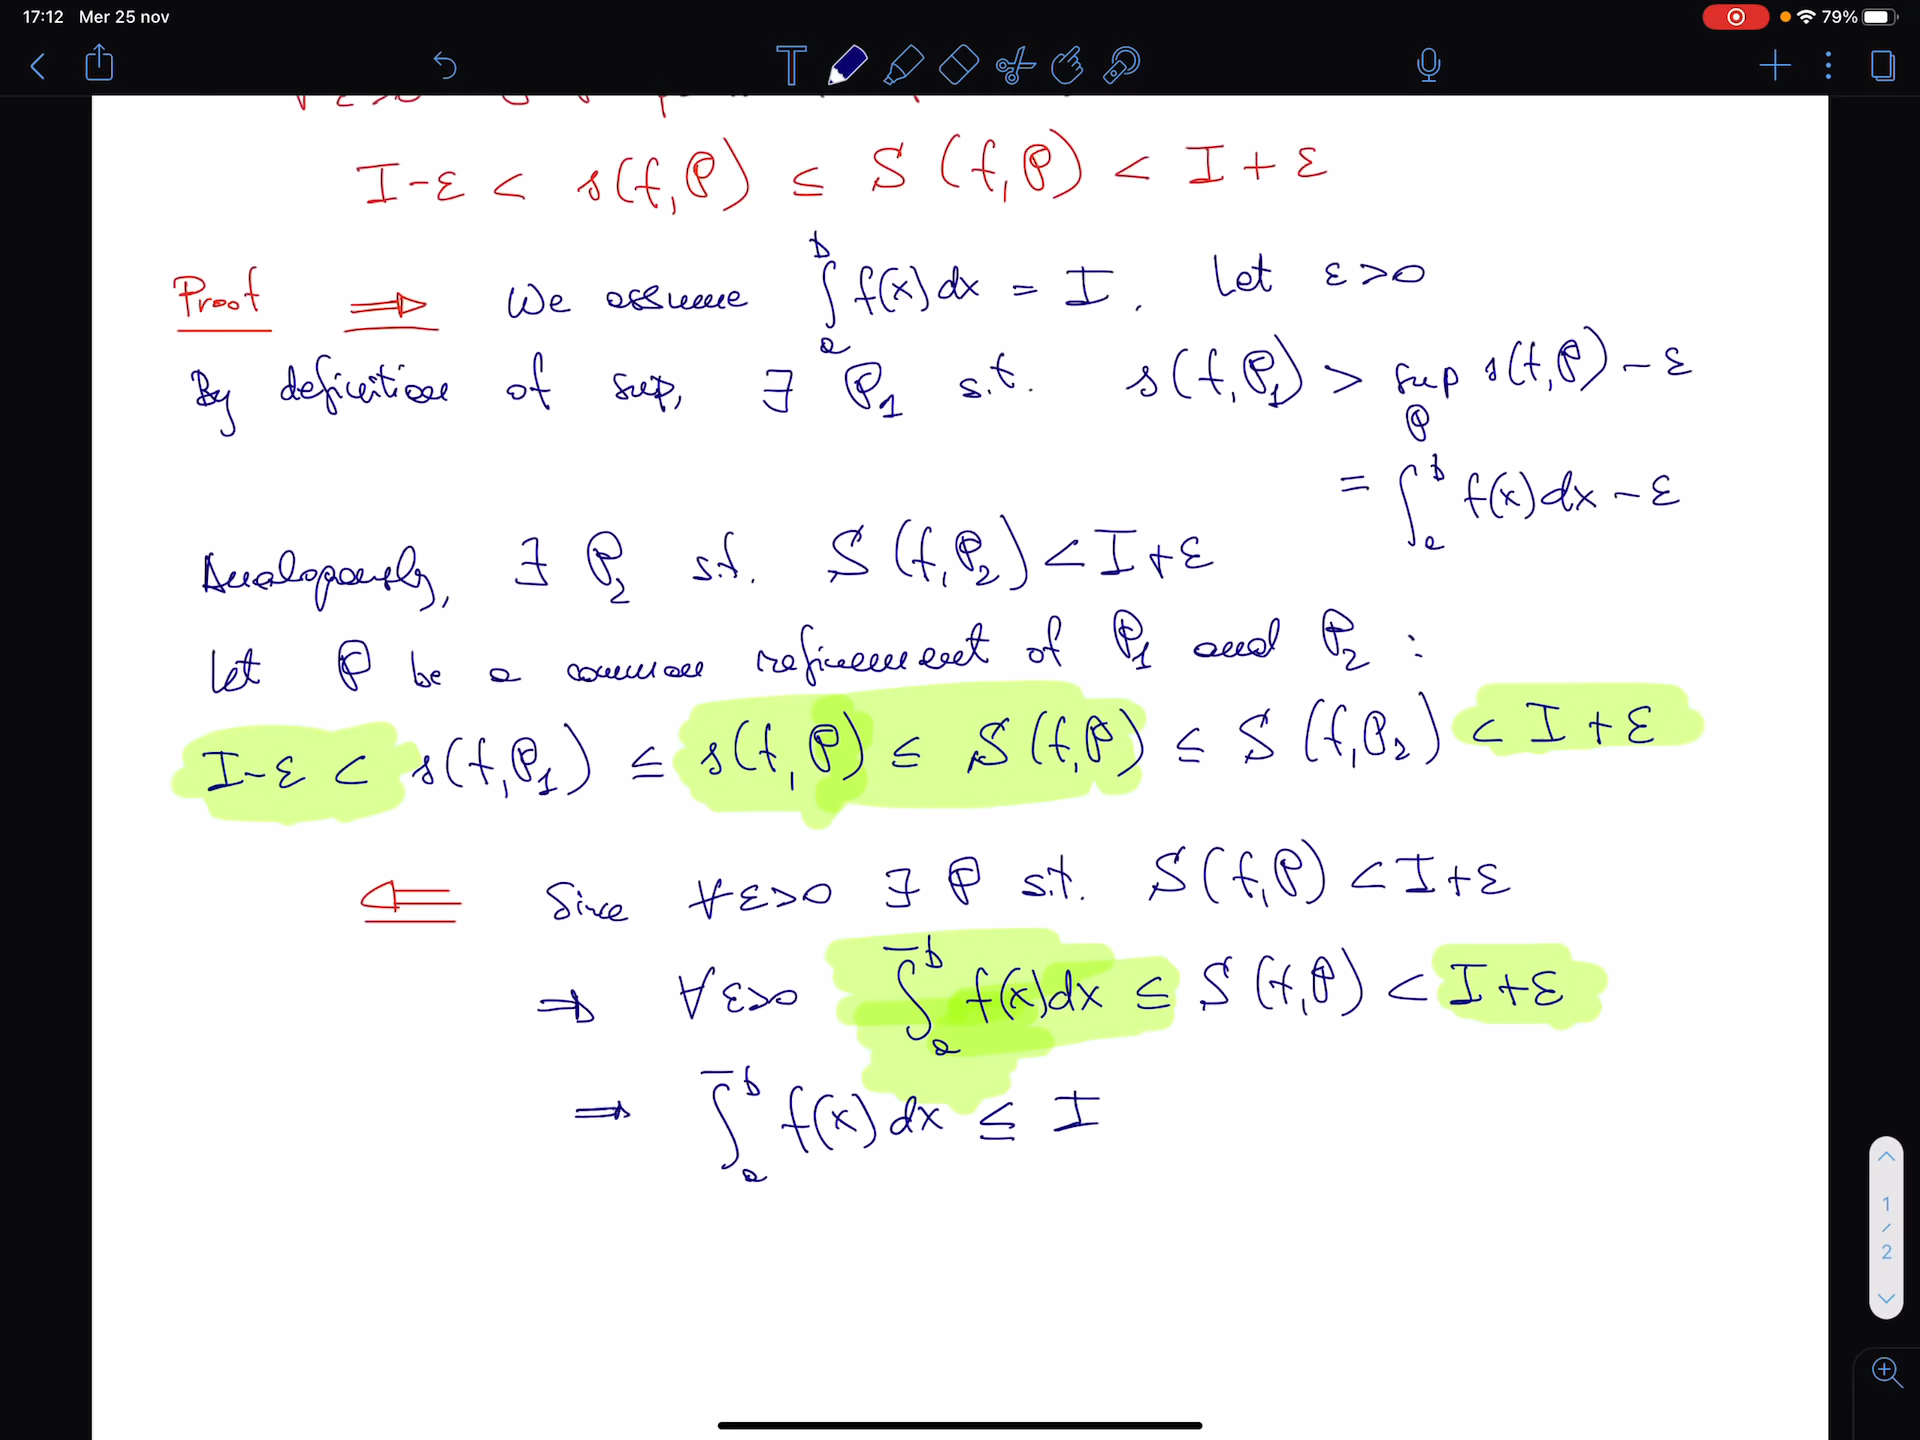 17:12 Mer 25 nov
79%
T
∀ ε>0
I-ε < s(f,P) ≤ S(f,P) < I+ε
Proof ⟹ We assume ∫_a^b f(x)dx = I. Let ε>0
By definition of sup, ∃ P_1 s.t. s(f,P_1) > sup_P s(f,P) - ε
= ∫_a^b f(x)dx - ε
Analogously, ∃ P_2 s.t. S(f,P_2) < I+ε
Let P be a common refinement of P_1 and P_2 :
I-ε < s(f,P_1) ≤ s(f,P) ≤ S(f,P) ≤ S(f,P_2) < I+ε
⟸ Since ∀ε>0 ∃ P s.t. S(f,P) < I+ε
⇒ ∀ε>0 ∫̅_a^b f(x)dx ≤ S(f,P) < I+ε
⇒ ∫̅_a^b f(x)dx ≤ I
1
/
2